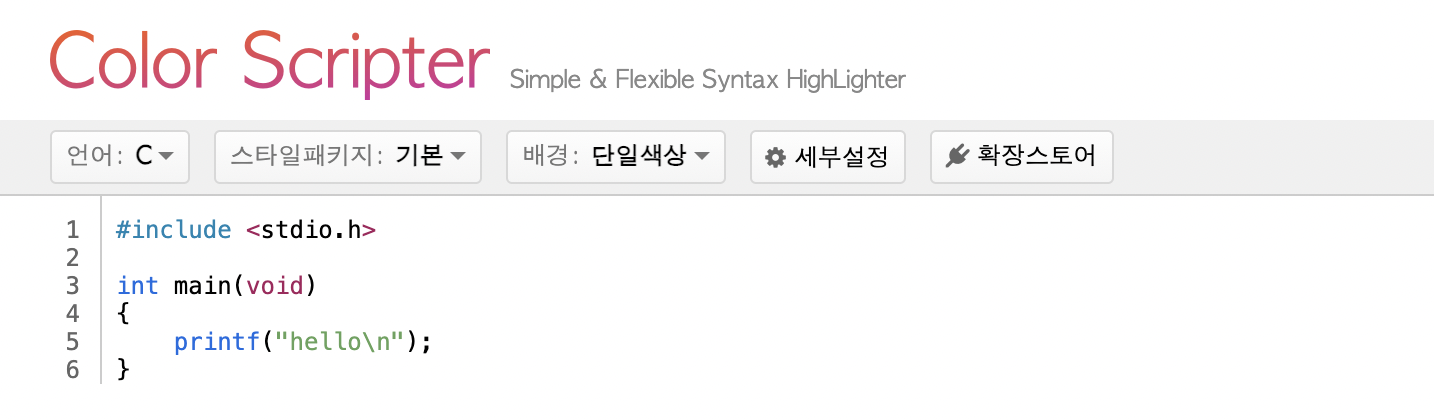 Color Scripter Simple & Flexible Syntax HighLighter
언어: C 스타일패키지: 기본 배경: 단일색상 세부설정 확장스토어
1 #include <stdio.h>
2
3 int main(void)
4 {
5     printf("hello\n");
6 }